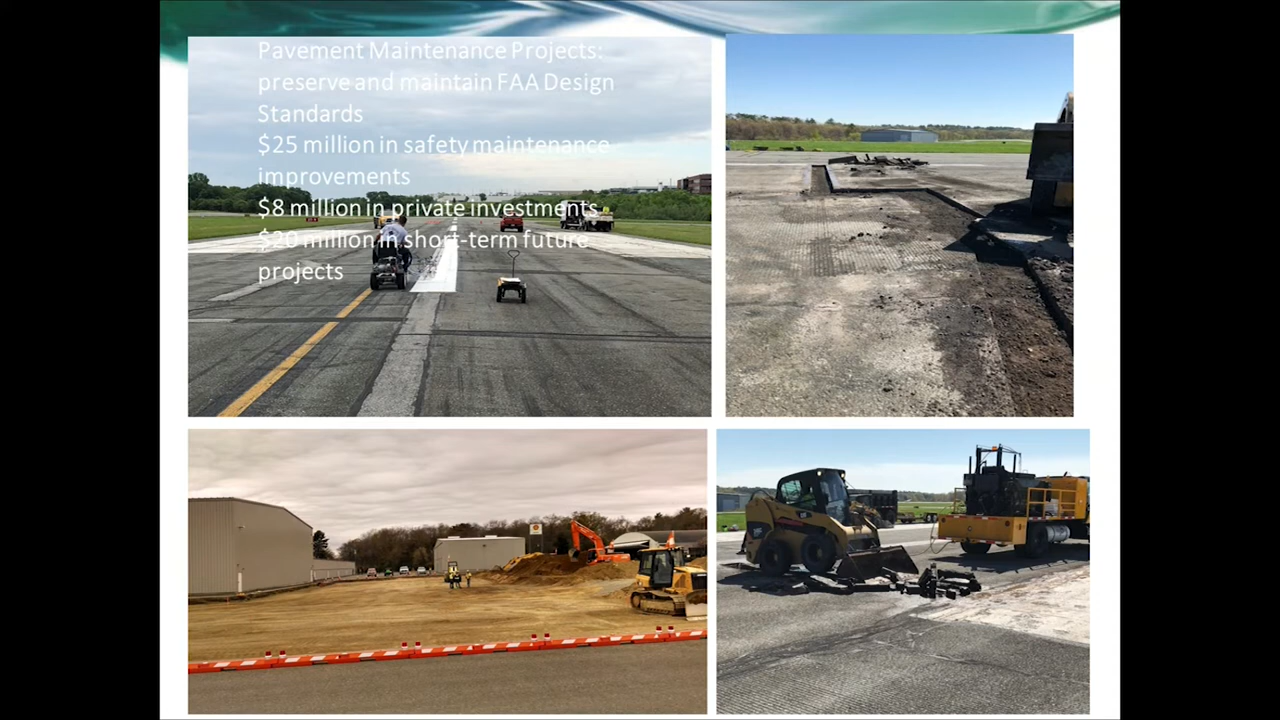 Pavement Maintenance Projects:
preserve and maintain FAA Design
Standards
$25 million in safety maintenance
improvements
$8 million in private investments
$20 million in short-term future
projects